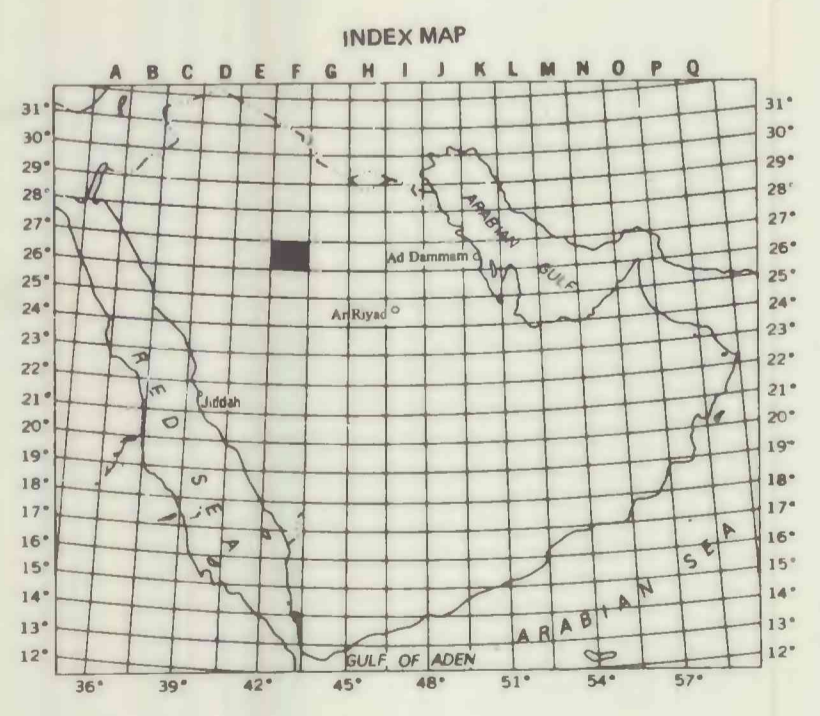 INDEX MAP
A B C D E F G H I J K L M N O P Q
31° 31°
30° 30°
29° 29°
28° 28°
27° 27°
26° 26°
25° 25°
24° 24°
23° 23°
22° 22°
21° 21°
20° 20°
19° 19°
18° 18°
17° 17°
16° 16°
15° 15°
14° 14°
13° 13°
12° 12°
ARABIAN GULF
Ad Dammam
Ar Riyad
Jiddah
RED SEA
ARABIAN SEA
GULF OF ADEN
36° 39° 42° 45° 48° 51° 54° 57°